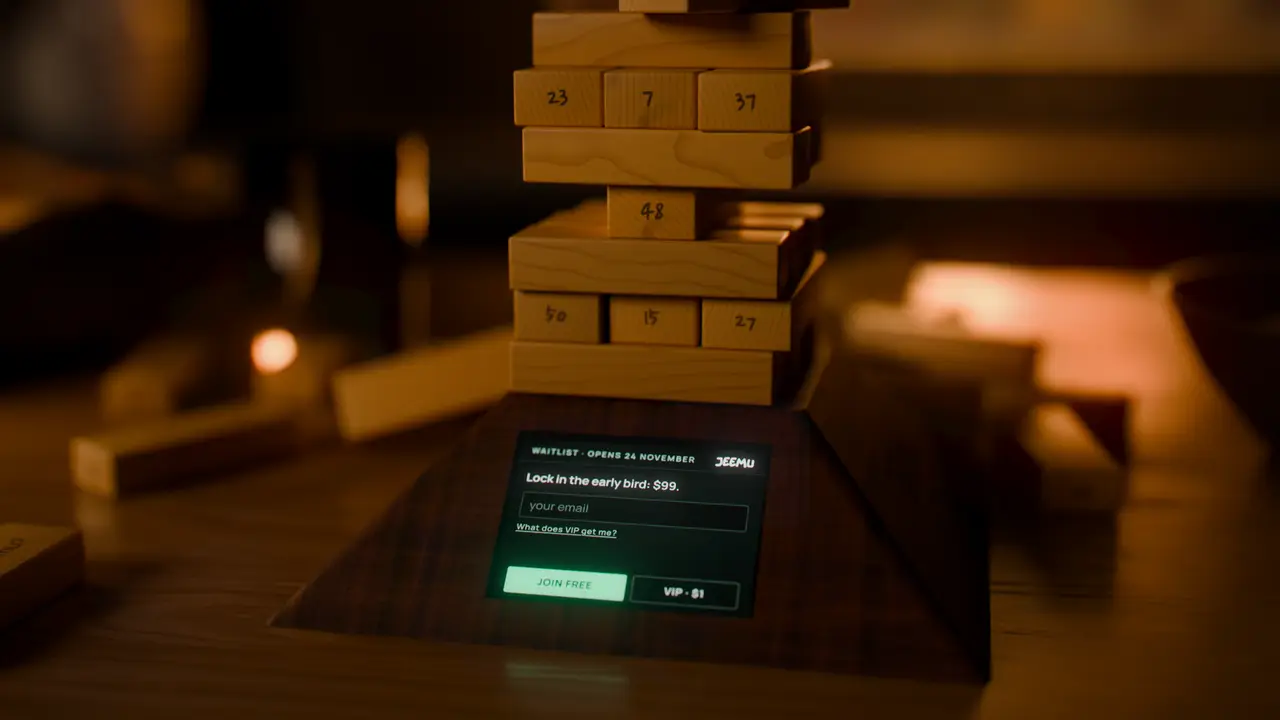 23 7 37
48
50 15 27
WAITLIST · OPENS 24 NOVEMBER JEEMU
Lock in the early bird: $99.
your email
What does VIP get me?
JOIN FREE VIP · $1